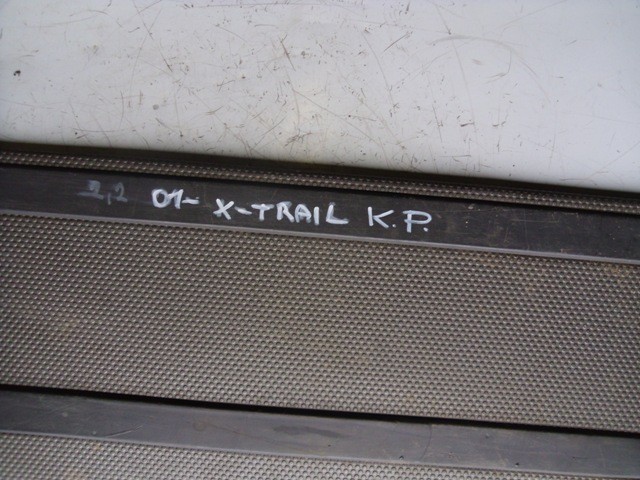 2,2 01- X-TRAIL K.P.